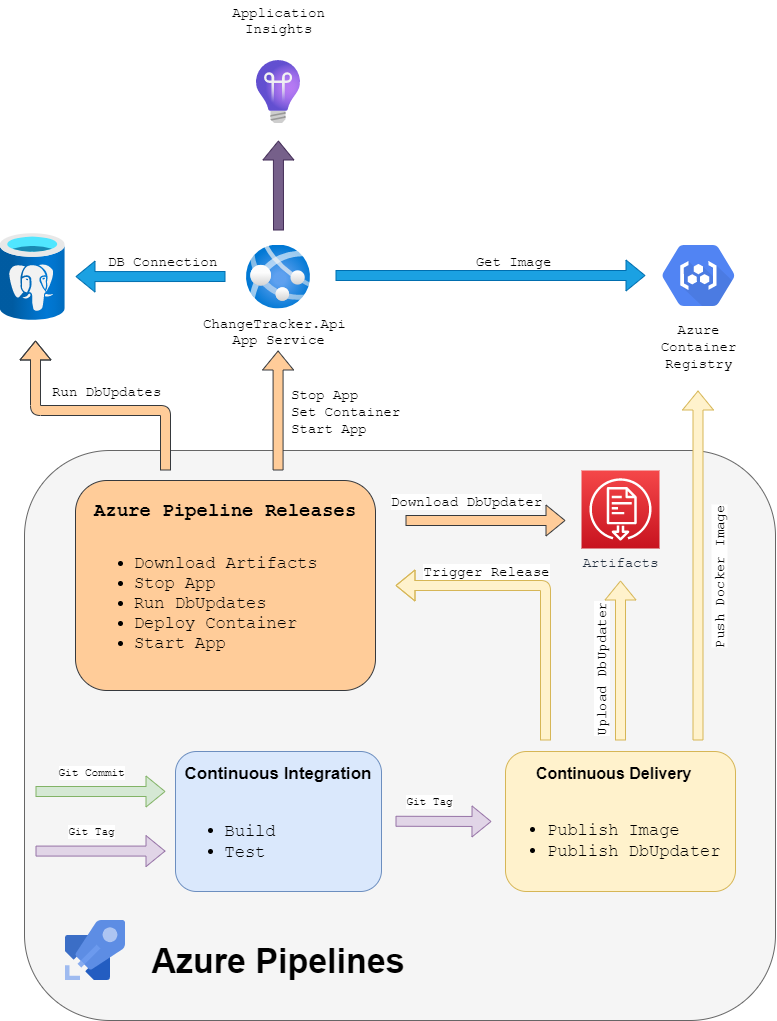 Application
Insights
DB Connection
Get Image
ChangeTracker.Api
App Service
Azure
Container
Registry
Run DbUpdates
Stop App
Set Container
Start App
Azure Pipeline Releases
Download Artifacts
Stop App
Run DbUpdates
Deploy Container
Start App
Download DbUpdater
Artifacts
Trigger Release
Upload DbUpdater
Push Docker Image
Git Commit
Git Tag
Continuous Integration
Build
Test
Git Tag
Continuous Delivery
Publish Image
Publish DbUpdater
Azure Pipelines